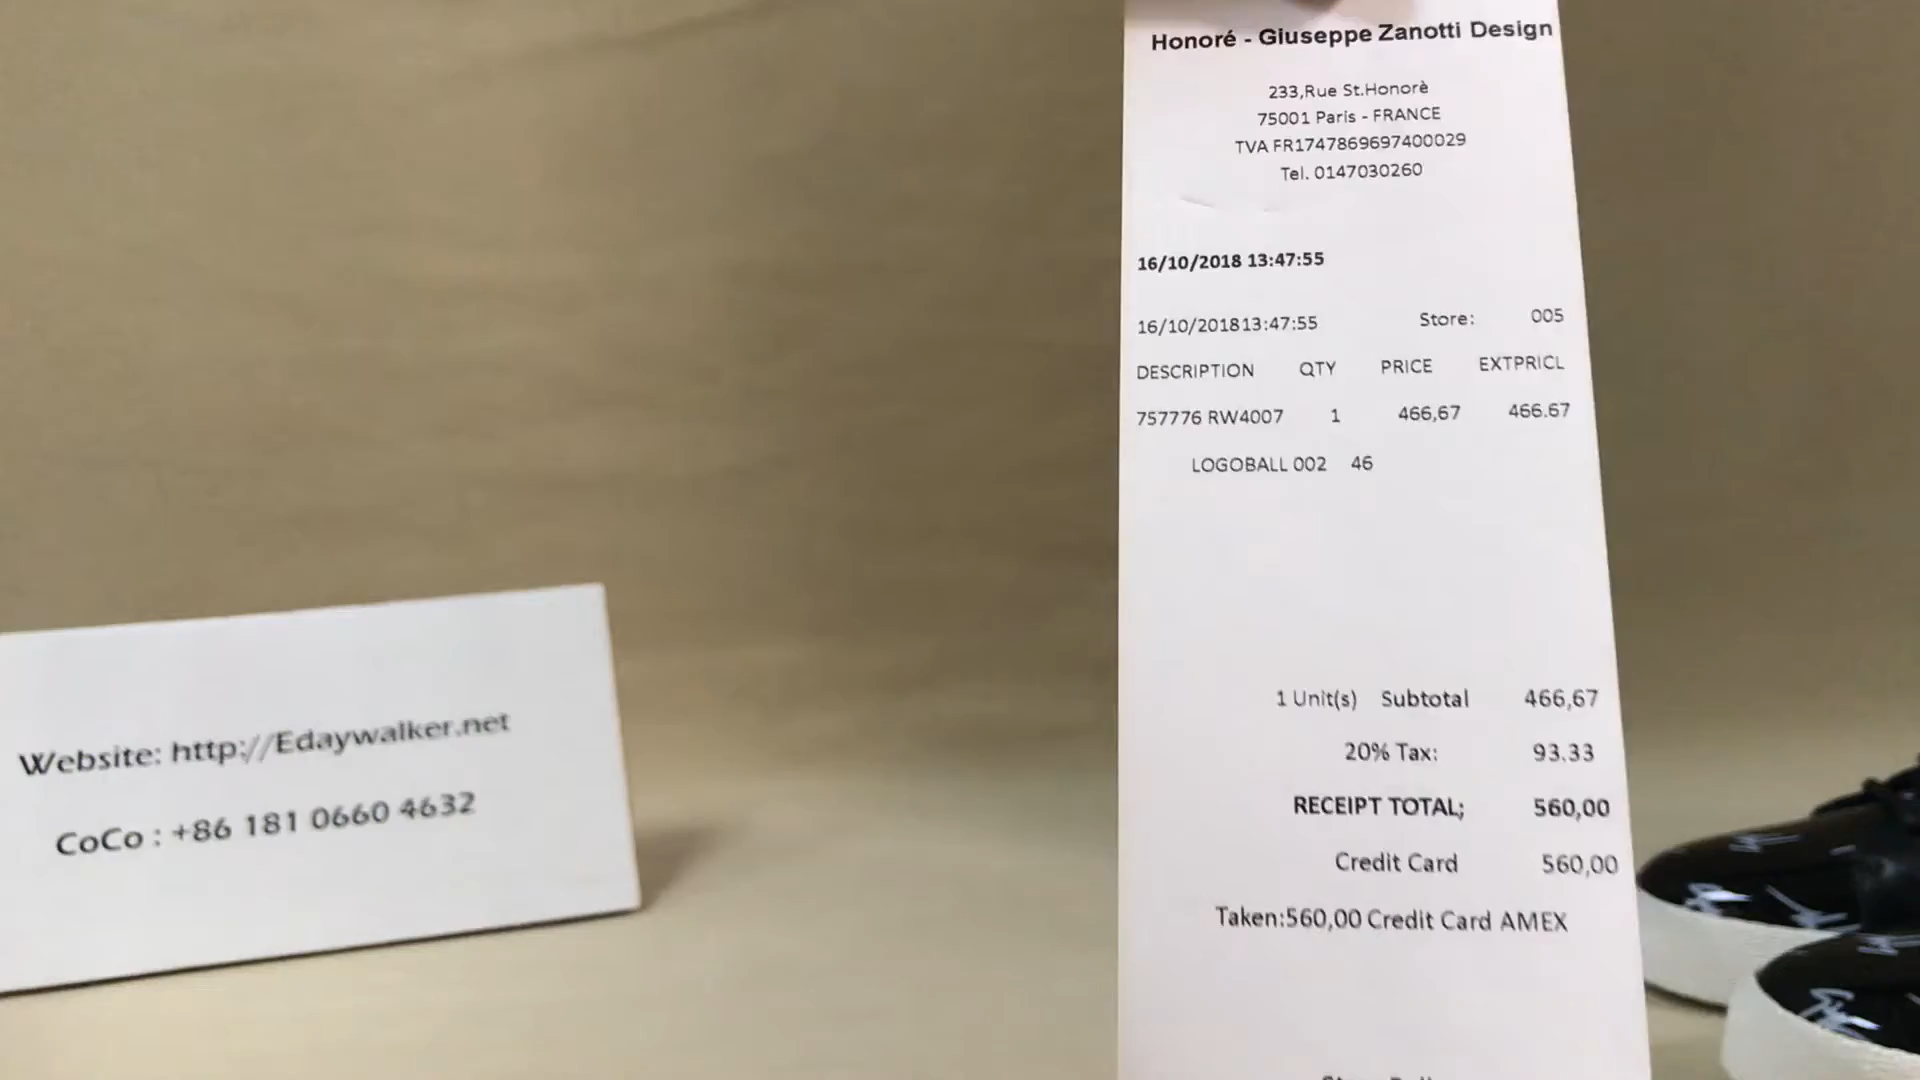 Website: http://Edaywalker.net
CoCo : +86 181 0660 4632
Honoré - Giuseppe Zanotti Design
233,Rue St.Honorè
75001 Paris - FRANCE
TVA FR1747869697400029
Tel. 0147030260
16/10/2018 13:47:55
16/10/201813:47:55 Store: 005
DESCRIPTION QTY PRICE EXTPRICL
757776 RW4007 1 466,67 466.67
LOGOBALL 002 46
1 Unit(s) Subtotal 466,67
20% Tax: 93.33
RECEIPT TOTAL; 560,00
Credit Card 560,00
Taken:560,00 Credit Card AMEX